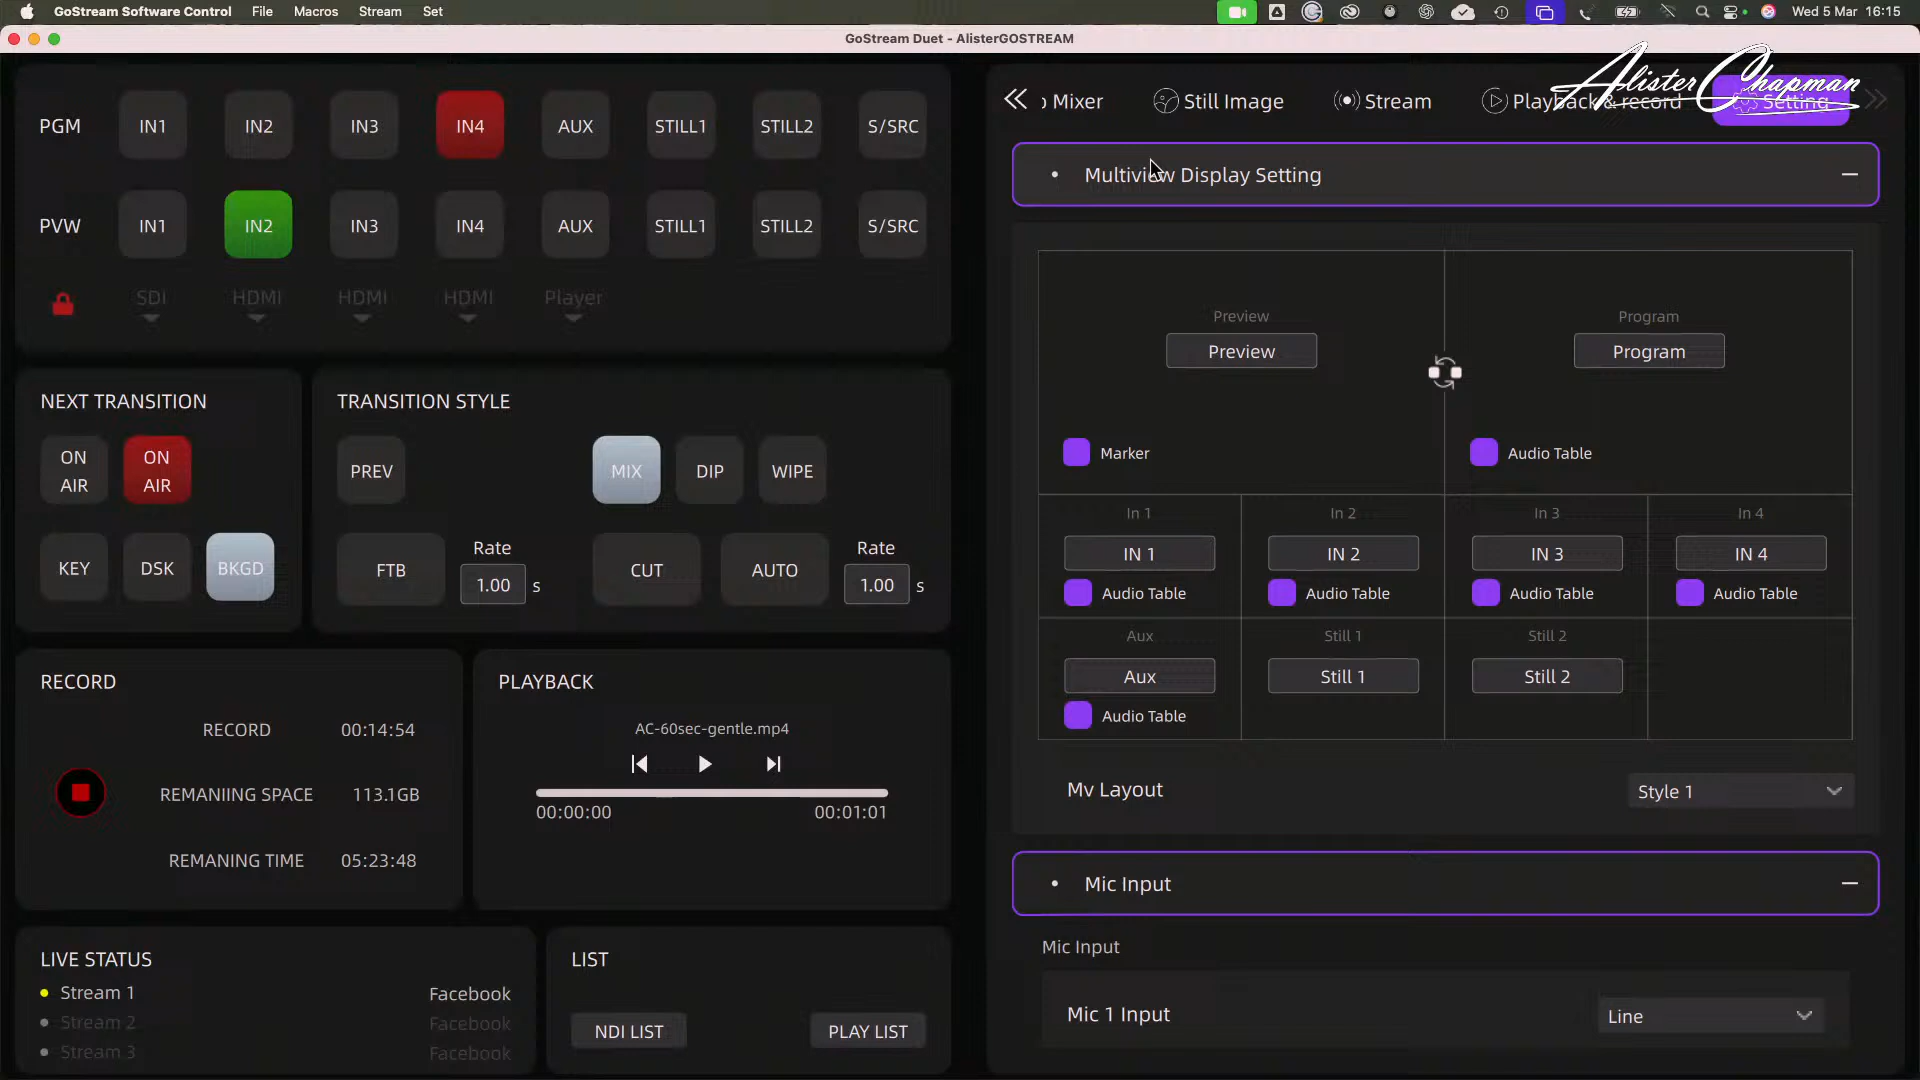 GoStream Software Control File Macros Stream Set Wed 5 Mar 16:15
GoStream Duet - AlisterGOSTREAM
Alister Chapman
PGM IN1 IN2 IN3 IN4 AUX STILL1 STILL2 S/SRC
PVW IN1 IN2 IN3 IN4 AUX STILL1 STILL2 S/SRC
SDI HDMI HDMI HDMI Player
NEXT TRANSITION
ON AIR
ON AIR
KEY DSK BKGD
TRANSITION STYLE
PREV MIX DIP WIPE
FTB Rate 1.00 s CUT AUTO Rate 1.00 s
RECORD
RECORD 00:14:54
REMANIING SPACE 113.1GB
REMANING TIME 05:23:48
PLAYBACK
AC-60sec-gentle.mp4
00:00:00 00:01:01
LIVE STATUS
Stream 1 Facebook
Stream 2 Facebook
Stream 3 Facebook
LIST
NDI LIST PLAY LIST
Mixer Still Image Stream Playback & record Setting
Multiview Display Setting
Preview Program
Preview Program
Marker Audio Table
In 1 In 2 In 3 In 4
IN 1 IN 2 IN 3 IN 4
Audio Table Audio Table Audio Table Audio Table
Aux Still 1 Still 2
Aux Still 1 Still 2
Audio Table
Mv Layout Style 1
Mic Input
Mic Input
Mic 1 Input Line